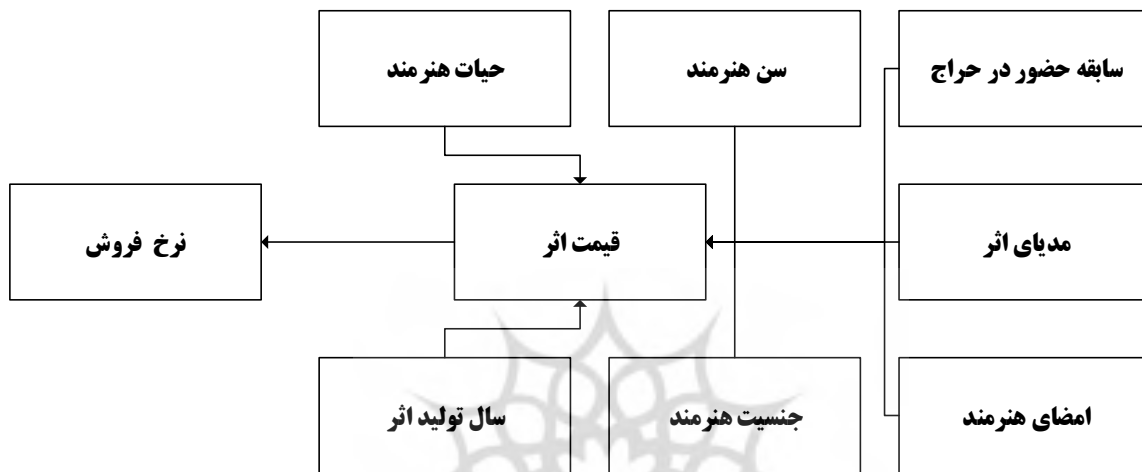 سابقه حضور در حراج
سن هنرمند
حیات هنرمند
مدیای اثر
قیمت اثر
نرخ فروش
امضای هنرمند
جنسیت هنرمند
سال تولید اثر